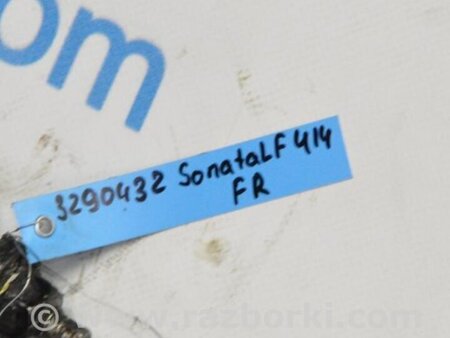 om
3290432 SonataLF 414
FR
© www.razborki.com